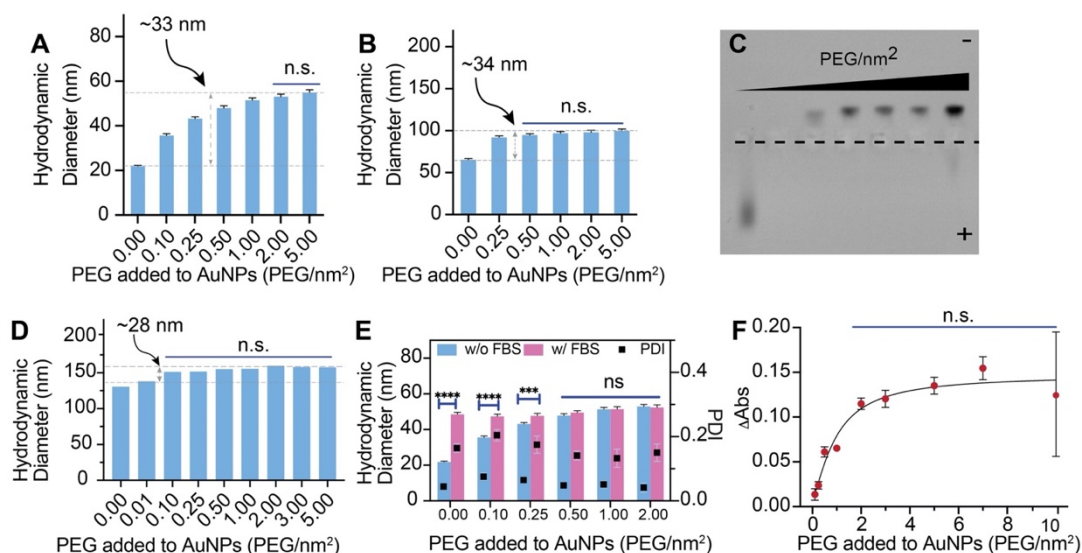 A
~33 nm
n.s.
Hydrodynamic
Diameter (nm)
80
60
40
20
0
0.00
0.10
0.25
0.50
1.00
2.00
5.00
PEG added to AuNPs (PEG/nm²)
B
~34 nm
n.s.
Hydrodynamic
Diameter (nm)
200
150
100
50
0
0.00
0.25
0.50
1.00
2.00
5.00
PEG added to AuNPs (PEG/nm²)
C
PEG/nm²
-
+
D
~28 nm
n.s.
Hydrodynamic
Diameter (nm)
150
100
50
0
0.00
0.01
0.10
0.25
0.50
1.00
2.00
3.00
5.00
PEG added to AuNPs (PEG/nm²)
E
w/o FBS w/ FBS PDI
**** **** *** ns
Hydrodynamic
Diameter (nm)
80
60
40
20
0
0.4
0.2
0.0
PDI
0.00 0.10 0.25 0.50 1.00 2.00
PEG added to AuNPs (PEG/nm²)
F
n.s.
ΔAbs
0.20
0.15
0.10
0.05
0.00
0 2 4 6 8 10
PEG added to AuNPs (PEG/nm²)